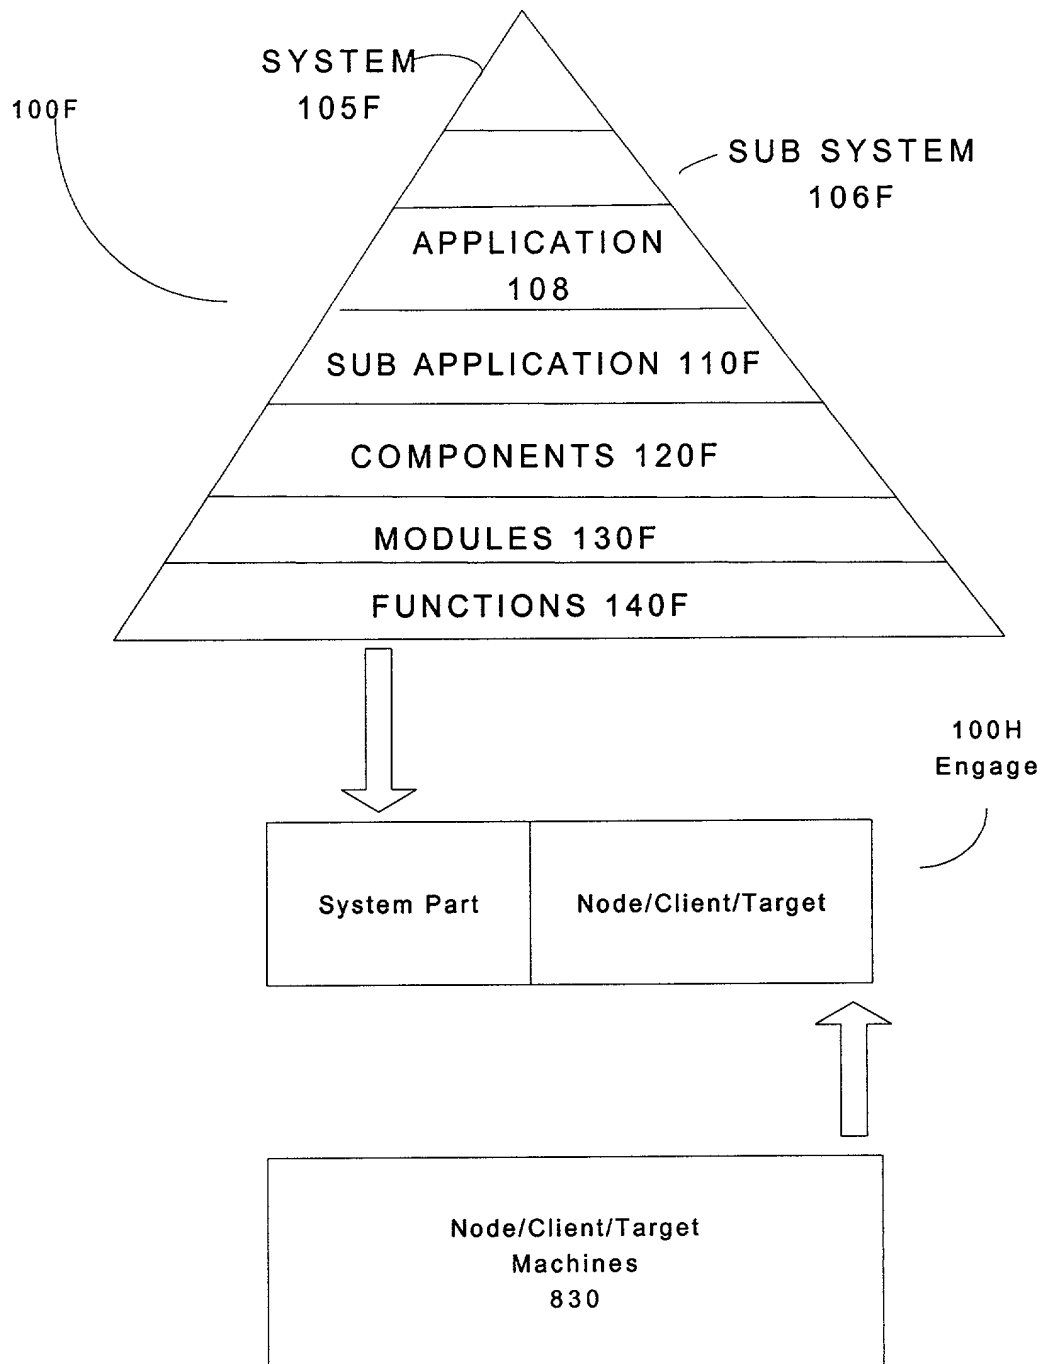 SYSTEM
105F
100F
SUB SYSTEM
106F
APPLICATION
108
SUB APPLICATION 110F
COMPONENTS 120F
MODULES 130F
FUNCTIONS 140F
100H
Engage
System Part
Node/Client/Target
Node/Client/Target
Machines
830